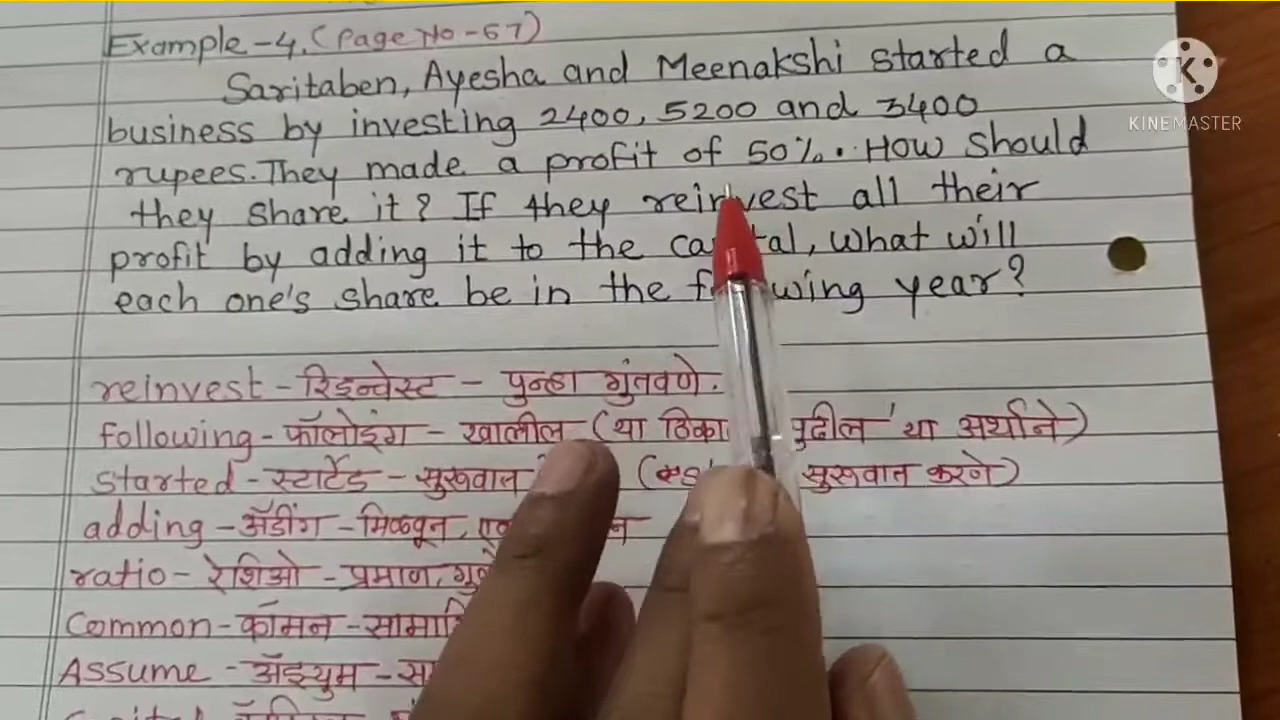 Example-4. (Page No-67)
Saritaben, Ayesha and Meenakshi started a
business by investing 2400, 5200 and 3400
rupees. They made a profit of 50%. How should
they share it? If they reinvest all their
profit by adding it to the capital, what will
each one's share be in the following year?
reinvest - रिइन्वेस्ट - पुन्हा गुंतवणे.
following - फॉलोइंग - खालील (या पुढील' या अर्थाने)
started - स्टार्टेड - सुरूवात ( सुरूवात करणे)
adding - ॲडींग - मिळवून,
ratio - रेशिओ - प्रमाण,
Common - कॉमन
Assume - ॲझ्युम
KINEMASTER